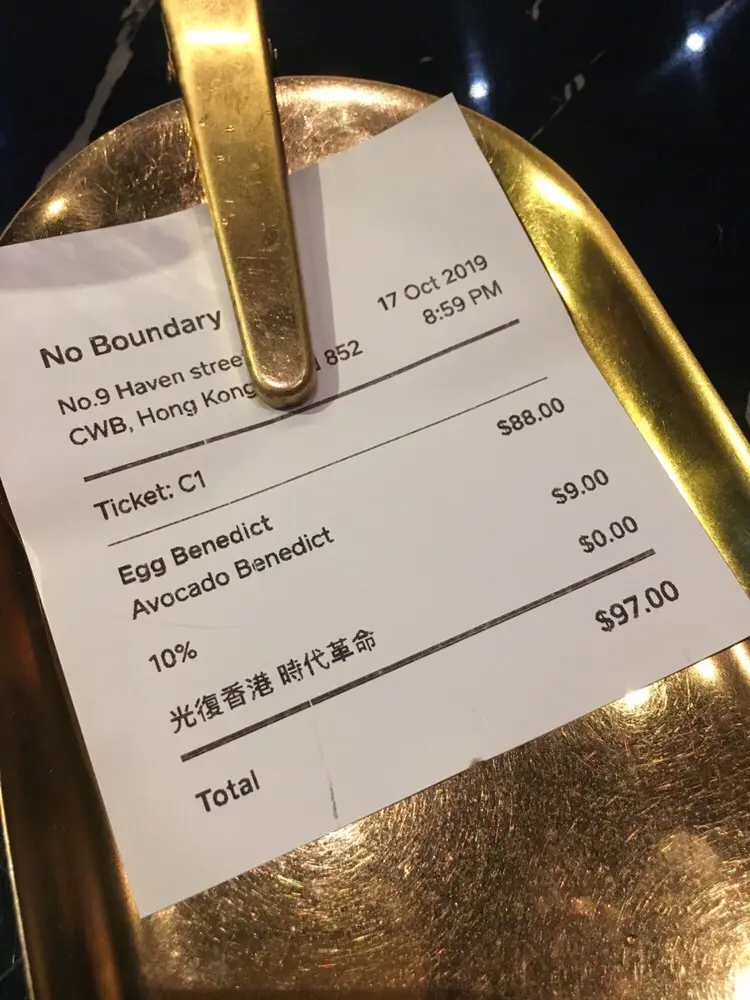 No Boundary 17 Oct 2019
No.9 Haven 8:59 PM
CWB, Hong Kong 852
Ticket: C1
Egg Benedict $88.00
Avocado Benedict
10% $9.00
光復香港 時代革命 $0.00
Total $97.00